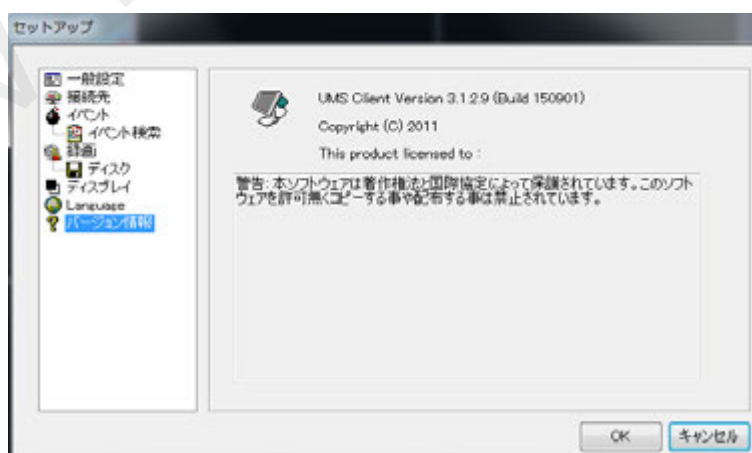 セットアップ
一般設定
接続先
イベント
イベント検索
録画
ディスク
ディスプレイ
Language
バージョン情報
UMS Client Version 3.1.2.9 (Build 150901)
Copyright (C) 2011
This product licensed to :
警告: 本ソフトウェアは著作権法と国際協定によって保護されています。このソフト
ウェアを許可無くコピーする事や配布する事は禁止されています。
OK
キャンセル